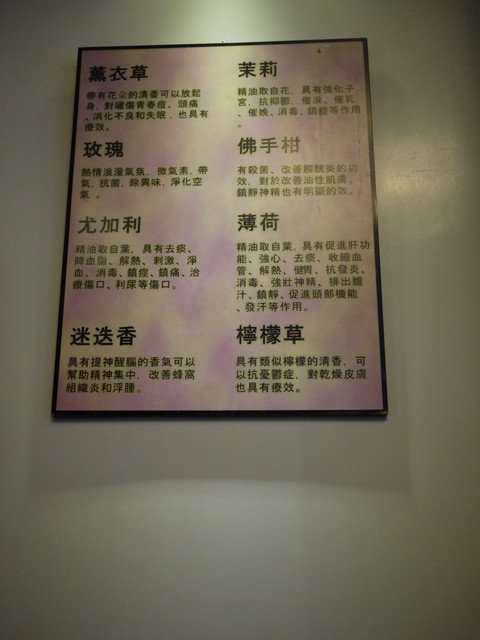 薰衣草
帶有花朵的清香可以放鬆
身，對曬傷青春痘、頭痛
、消化不良和失眠，也具有
療效。
玫瑰
熱情浪漫氣氛，微氣素，帶
氣，抗菌，除異味，淨化空
氣。
尤加利
精油取自葉，具有去痰、
降血脂、解熱、刺激、淨
血、消毒、鎮痙、鎮痛、治
療傷口、利尿等傷口。
迷迭香
具有提神醒腦的香氣可以
幫助精神集中，改善蜂窩
組織炎和浮腫。
茉莉
精油取自花，具有強化子
宮，抗抑鬱，催淚、催乳
、催娩、消毒、鎮痙等作用
。
佛手柑
有殺菌、改善膀胱炎的功
效，對於改善油性肌膚、
鎮靜神精也有明顯的效。
薄荷
精油取自葉，具有促進肝功
能、強心、去痰、收縮血
管、解熱、健胃、抗發炎、
消毒、強壯神精、排出膽
汁、鎮靜、促進頭部機能
、發汗等作用。
檸檬草
具有類似檸檬的清香，可
以抗憂鬱症，對乾燥皮膚
也具有療效。